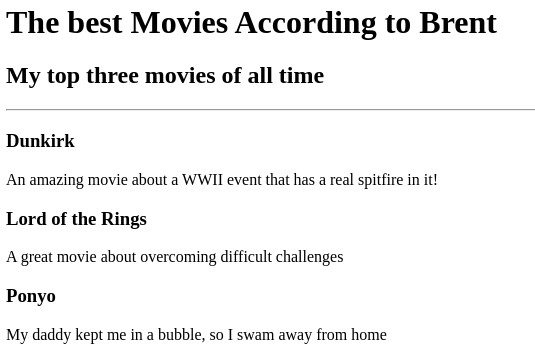 The best Movies According to Brent
My top three movies of all time
Dunkirk
An amazing movie about a WWII event that has a real spitfire in it!
Lord of the Rings
A great movie about overcoming difficult challenges
Ponyo
My daddy kept me in a bubble, so I swam away from home